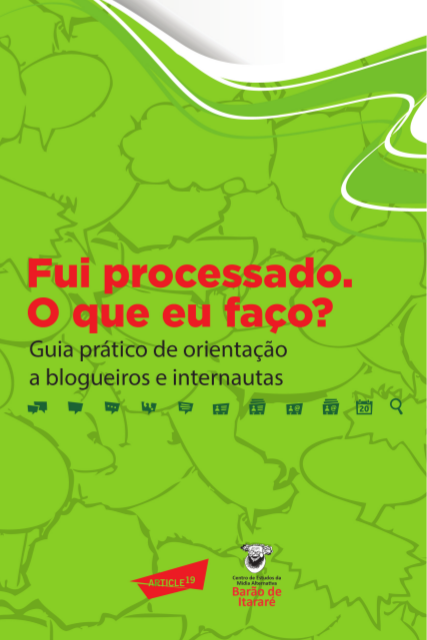 Fui processado.
O que eu faço?
Guia prático de orientação
a blogueiros e internautas
20
ARTICLE 19
Centro de Estudos da
Mídia Alternativa
Barão de
Itararé